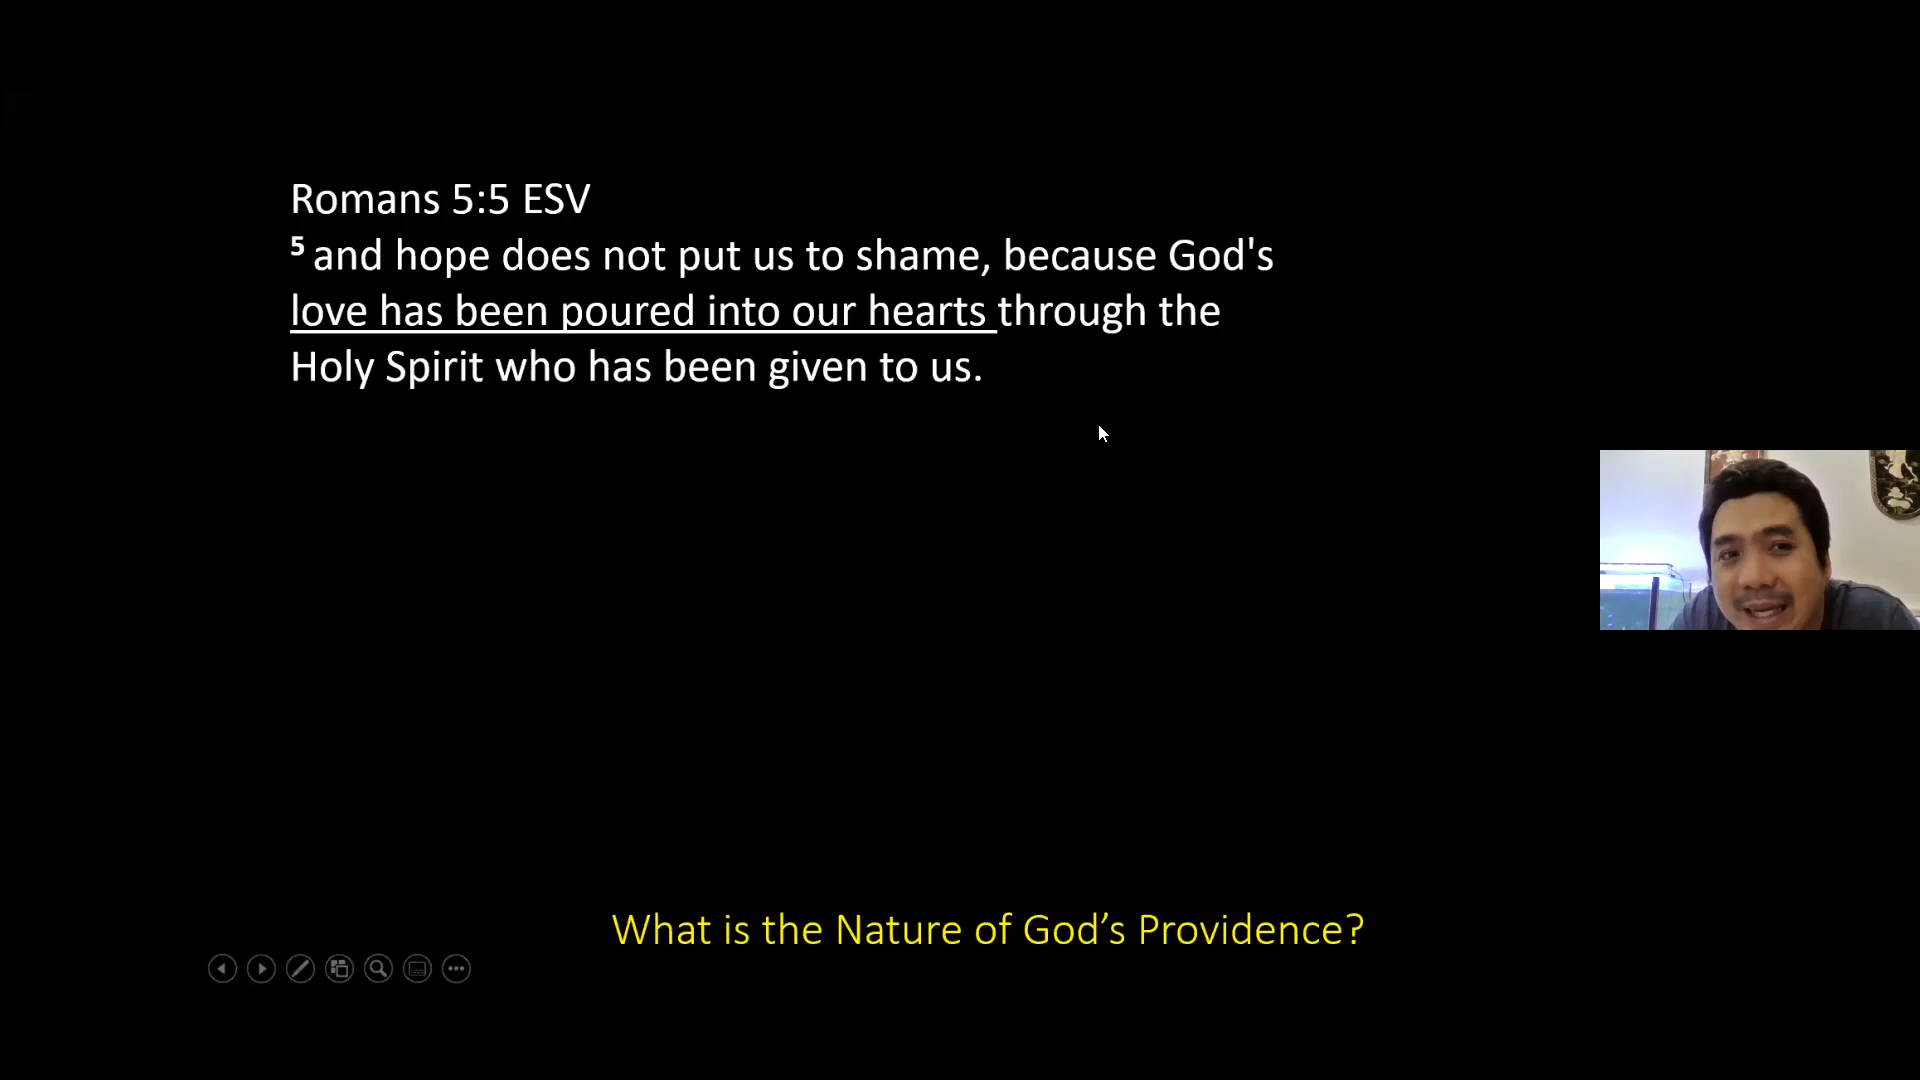 Romans 5:5 ESV
5 and hope does not put us to shame, because God's
love has been poured into our hearts through the
Holy Spirit who has been given to us.
What is the Nature of God’s Providence?